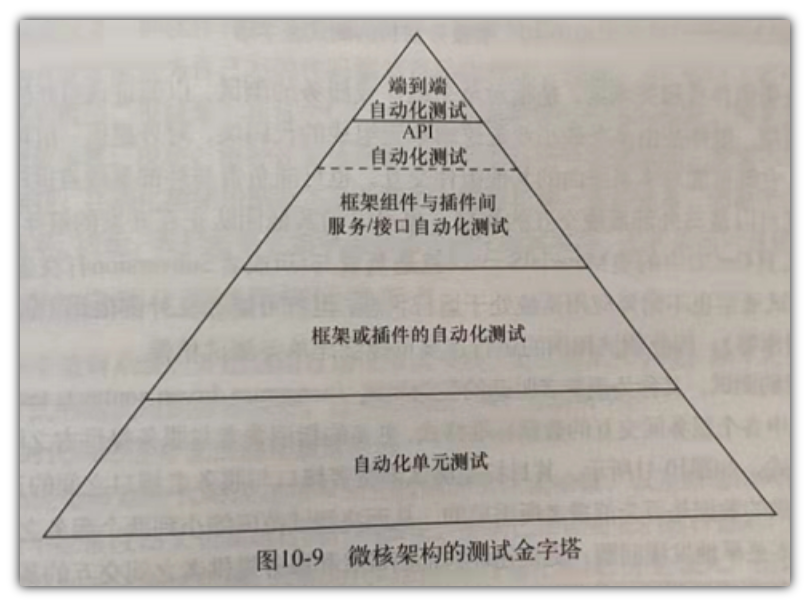 端到端
自动化测试
API
自动化测试
框架组件与插件间
服务/接口自动化测试
框架或插件的自动化测试
自动化单元测试
图10-9 微核架构的测试金字塔